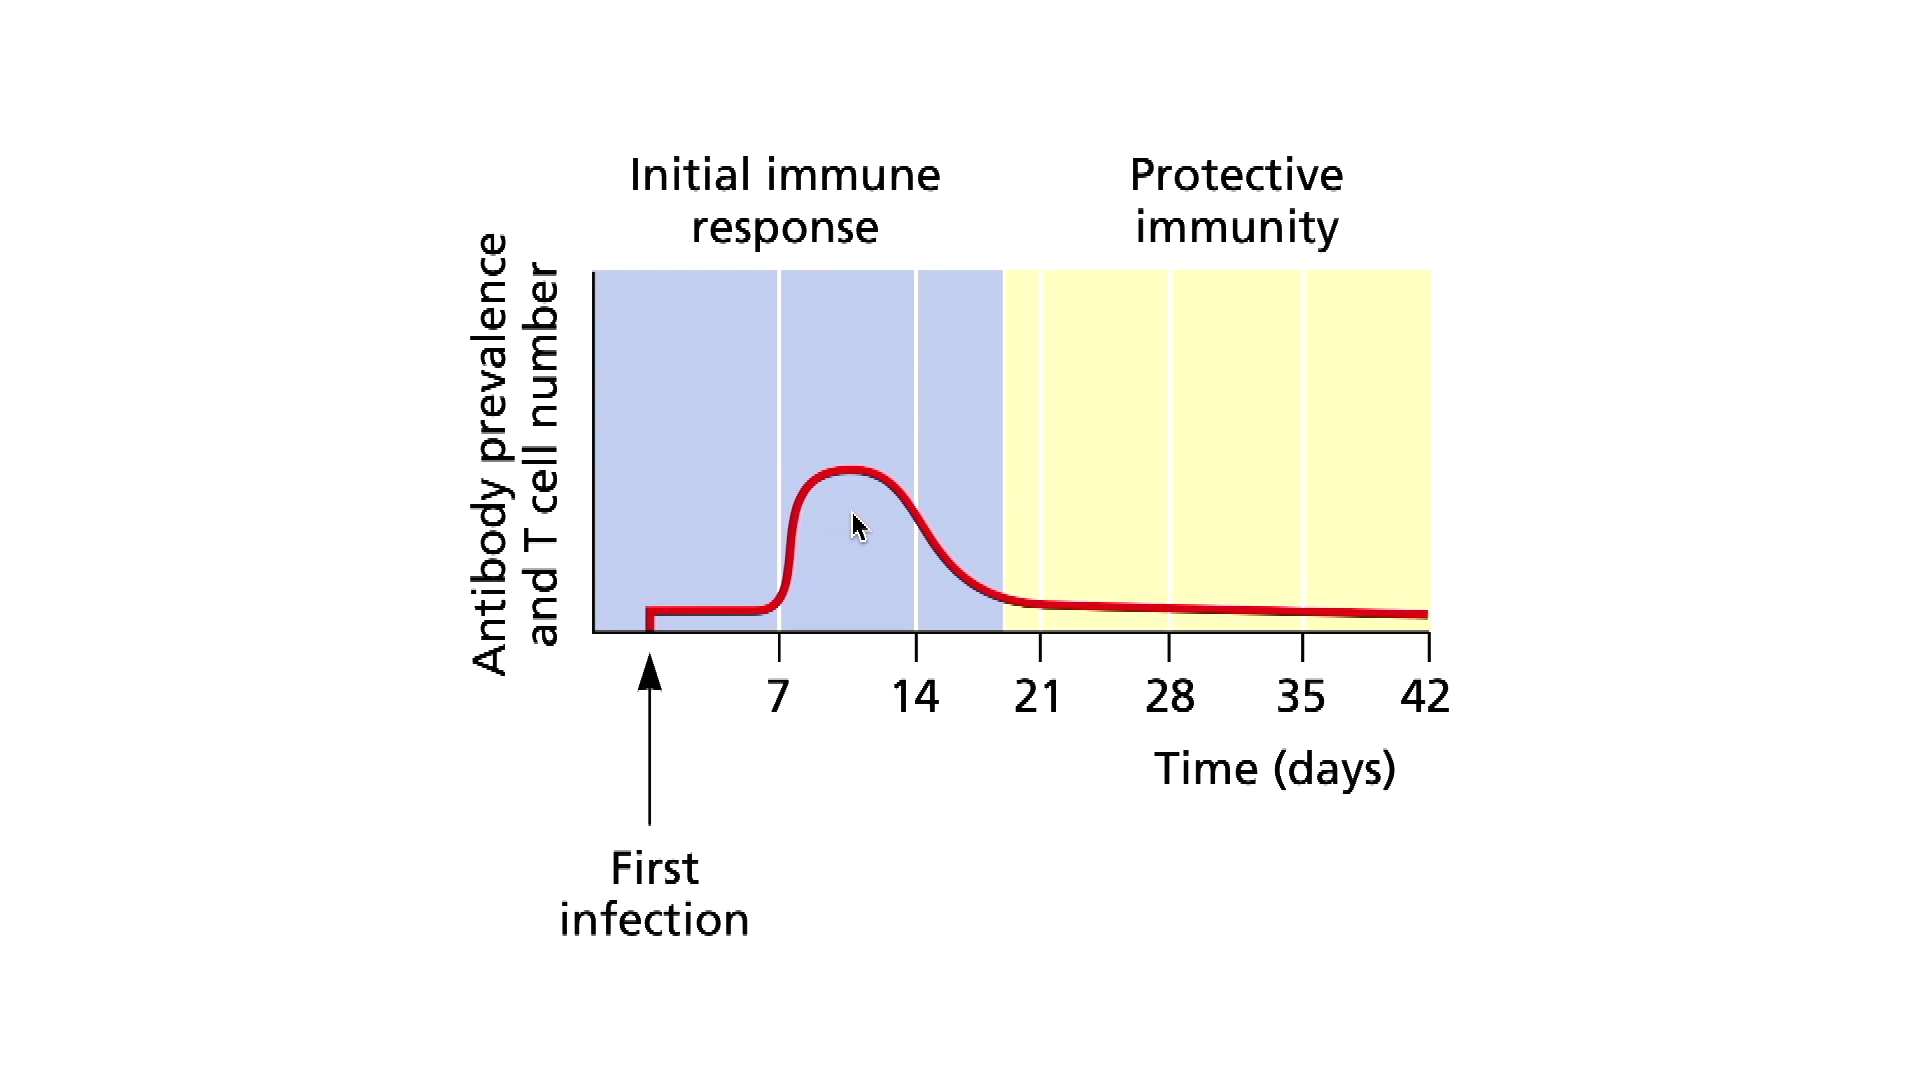 Initial immune
response
Protective
immunity
Antibody prevalence
and T cell number
7
14
21
28
35
42
Time (days)
First
infection